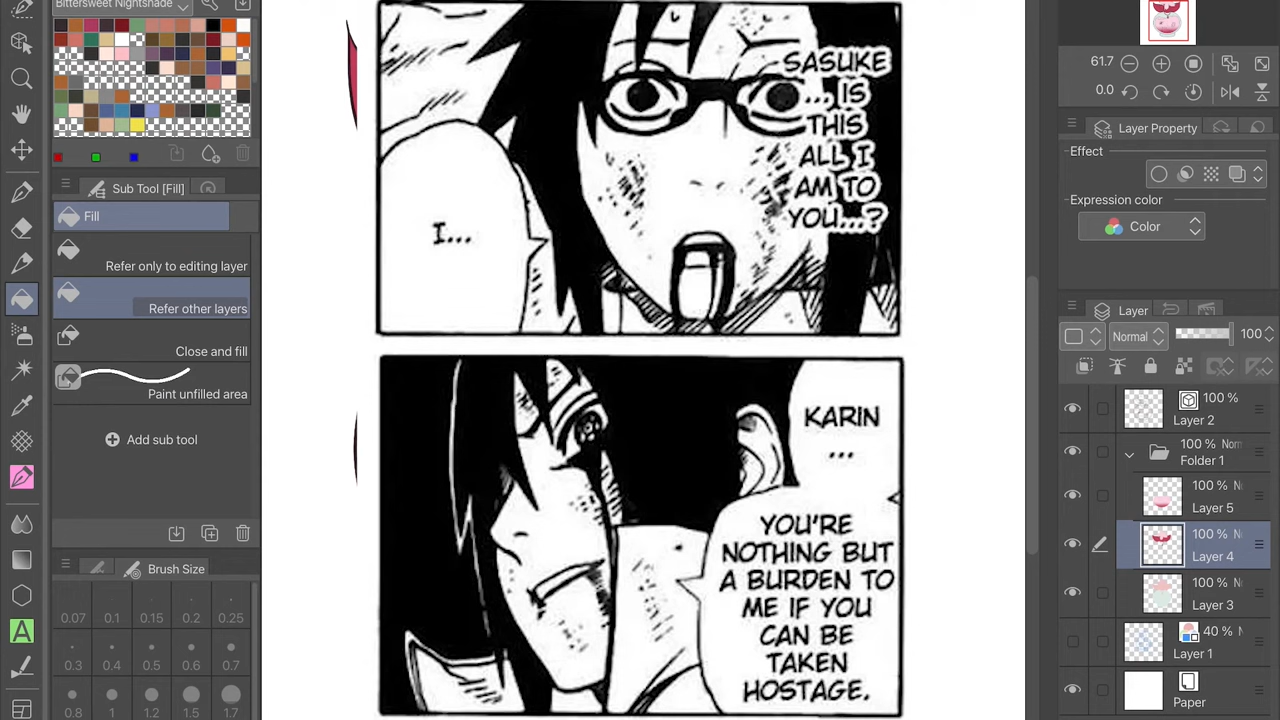 Bittersweet Nightshade
Sub Tool [Fill]
Fill
Refer only to editing layer
Refer other layers
Close and fill
Paint unfilled area
Add sub tool
Brush Size
0.07 0.1 0.15 0.2 0.25
0.3 0.4 0.5 0.6 0.7
0.8 1 1.2 1.5 1.7
A
SASUKE
... IS
THIS
ALL I
AM TO
YOU...?
I...
KARIN
...
YOU'RE
NOTHING BUT
A BURDEN TO
ME IF YOU
CAN BE
TAKEN
HOSTAGE.
61.7
0.0
Layer Property
Effect
Expression color
Color
Layer
Normal 100
100 %
Layer 2
100 % Norm
Folder 1
100 % N
Layer 5
100 % N
Layer 4
100 % N
Layer 3
40 % N
Layer 1
Paper